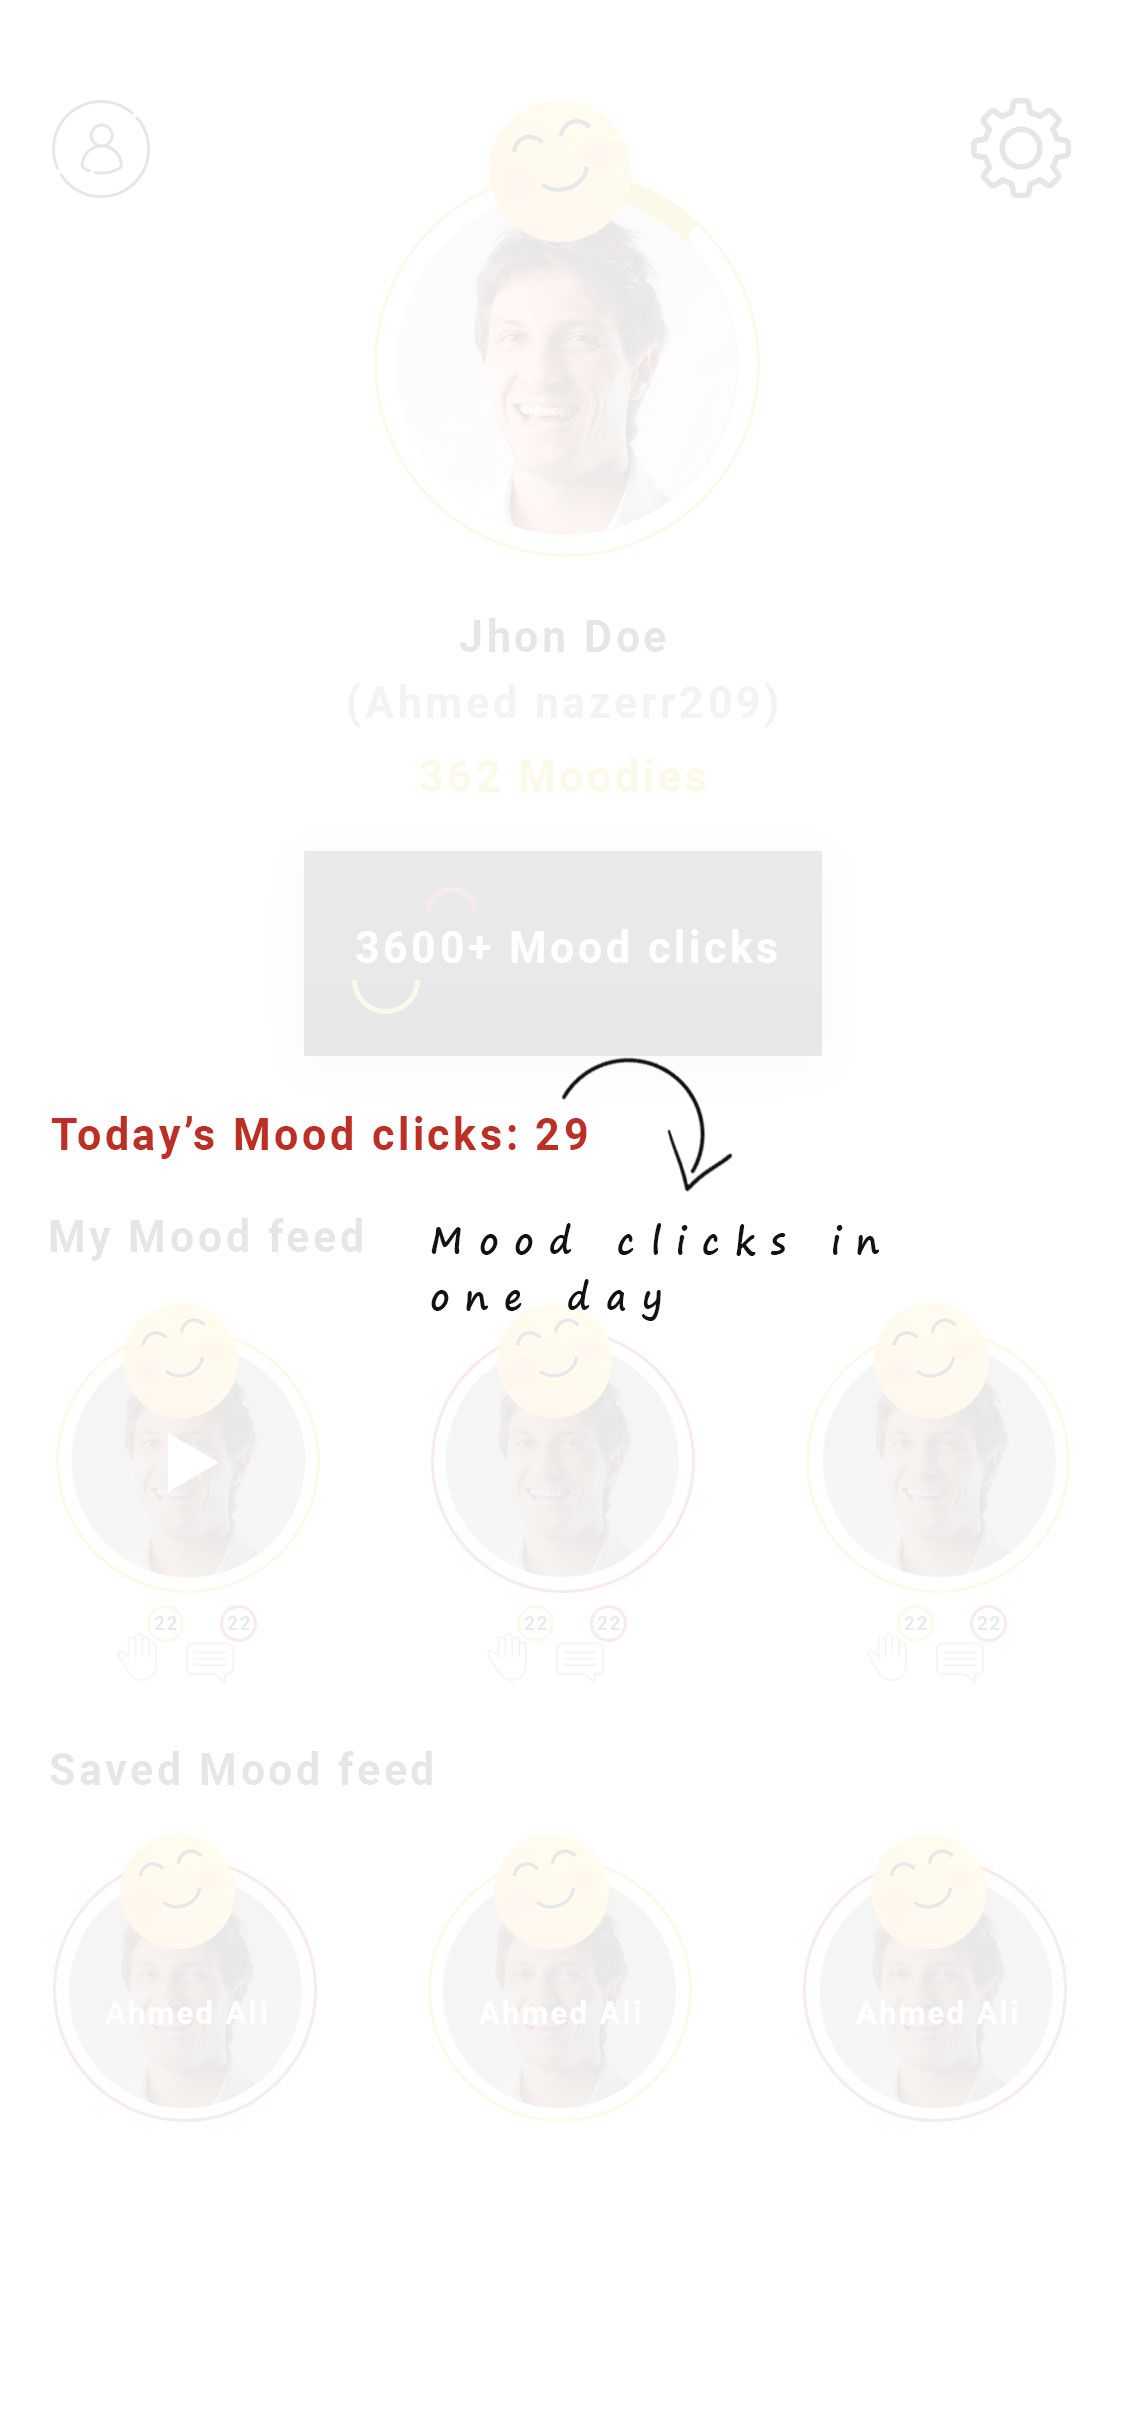 Jhon Doe
(Ahmed nazerr209)
362 Moodies
3600+ Mood clicks
Today’s Mood clicks: 29
My Mood feed
Mood clicks in
one day
22 22 22 22 22 22
Saved Mood feed
Ahmed Ali Ahmed Ali Ahmed Ali